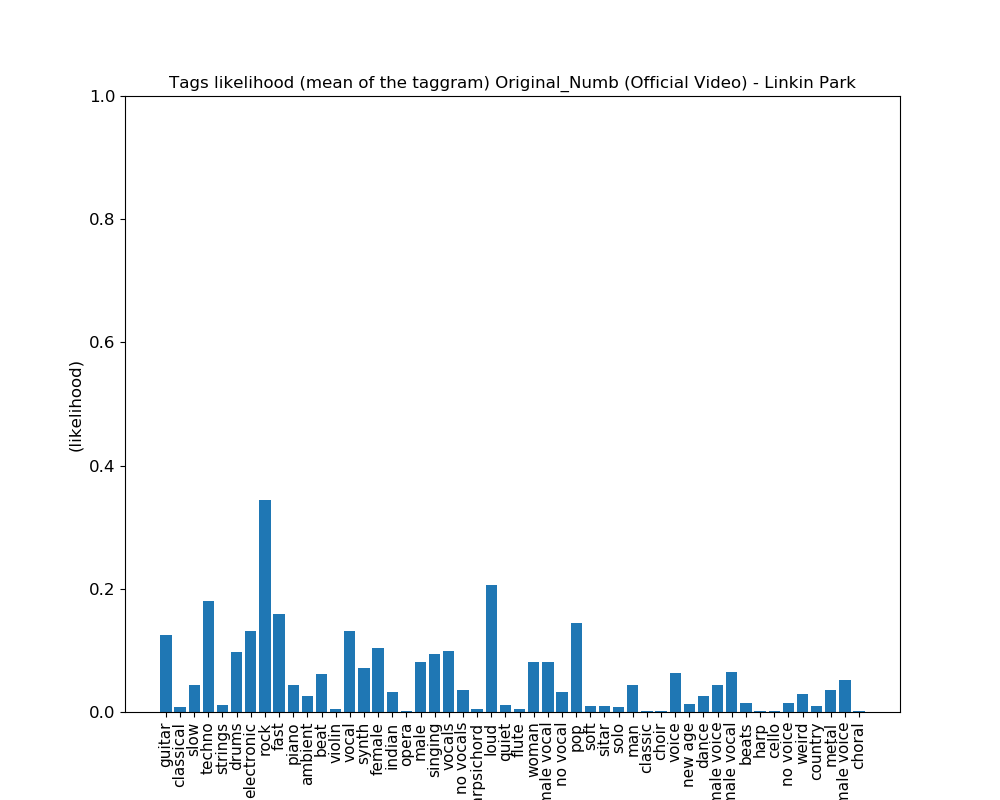 Tags likelihood (mean of the taggram) Original_Numb (Official Video) - Linkin Park
1.0
0.8
0.6
0.4
0.2
0.0
(likelihood)
guitar
classical
slow
techno
strings
drums
electronic
rock
fast
piano
ambient
beat
violin
vocal
synth
female
indian
opera
male
singing
vocals
no vocals
arpsichord
loud
quiet
flute
woman
male vocal
no vocal
pop
soft
sitar
solo
man
classic
choir
voice
new age
dance
male voice
male vocal
beats
harp
cello
no voice
weird
country
metal
male voice
choral